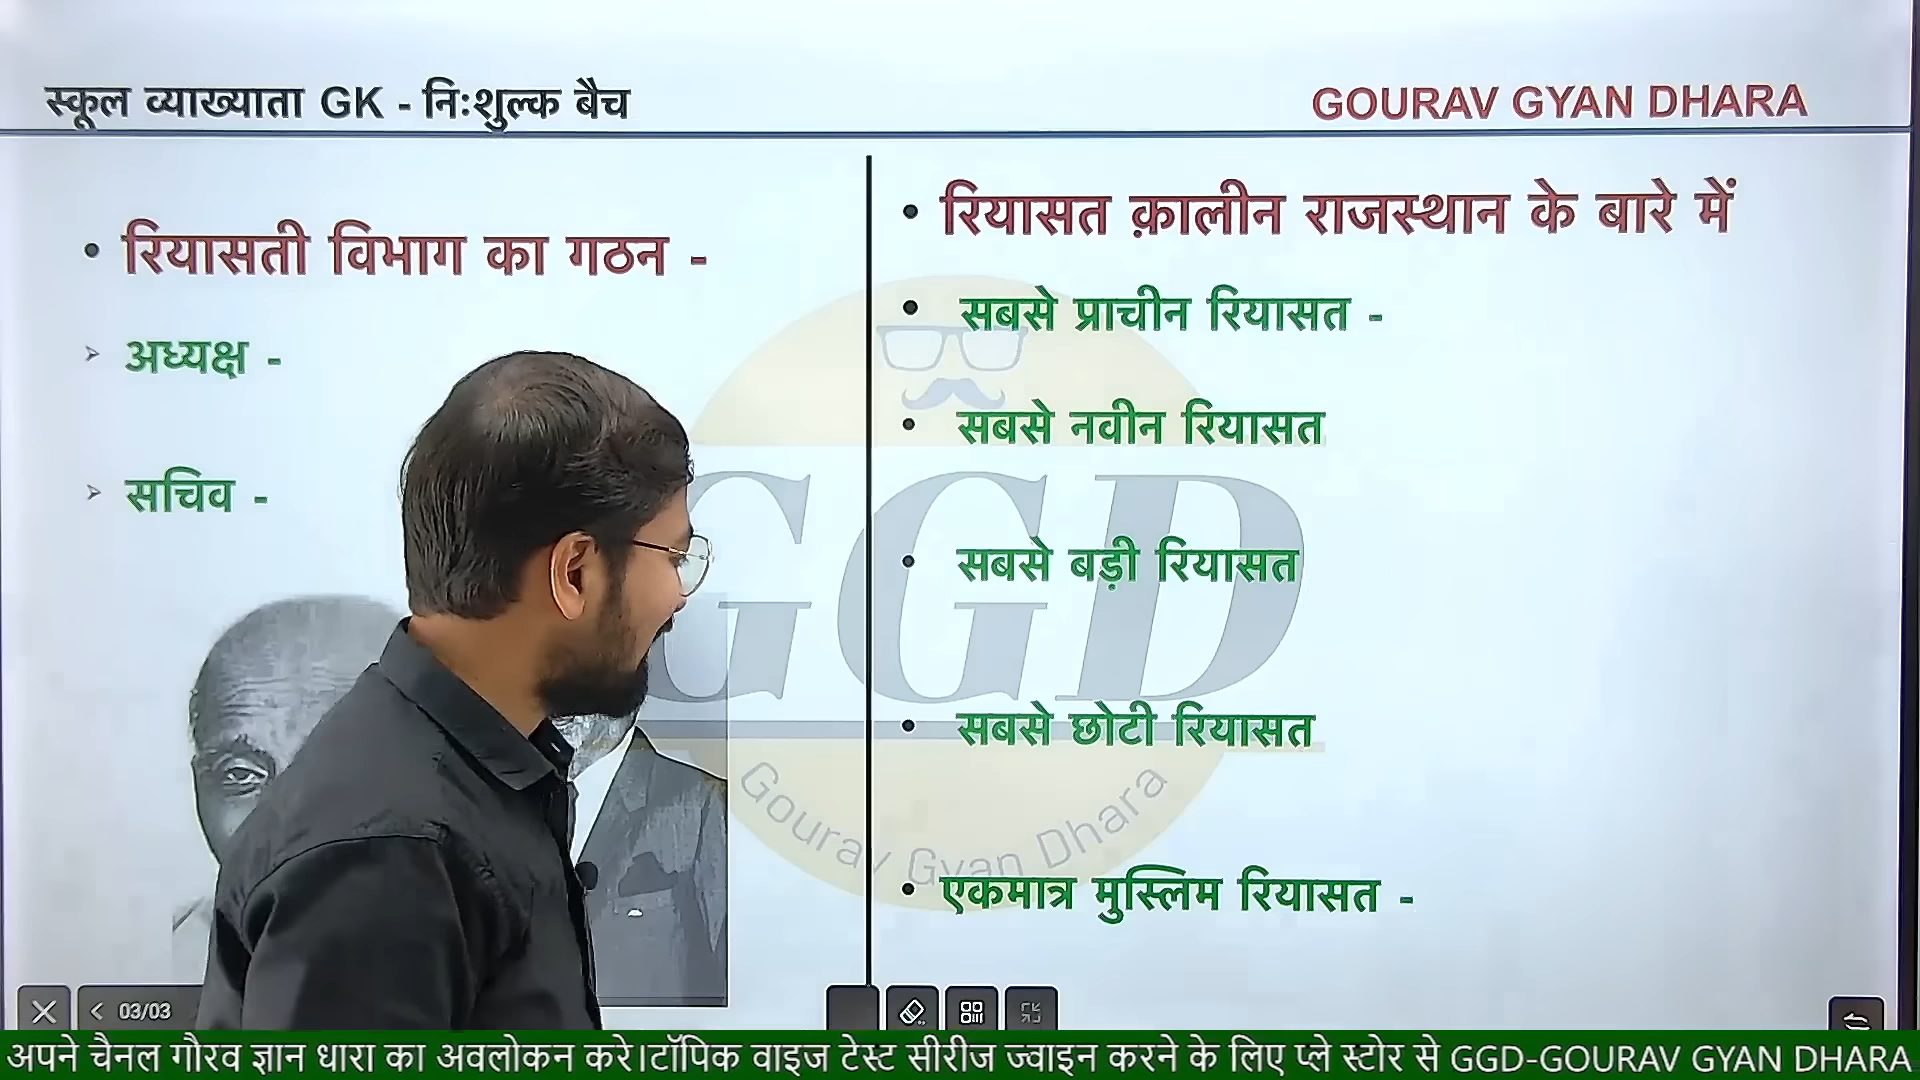 स्कूल व्याख्याता GK - निःशुल्क बैच
GOURAV GYAN DHARA
• रियासती विभाग का गठन -
➢ अध्यक्ष -
➢ सचिव -
• रियासत क़ालीन राजस्थान के बारे में
• सबसे प्राचीन रियासत -
• सबसे नवीन रियासत
• सबसे बड़ी रियासत
• सबसे छोटी रियासत
• एकमात्र मुस्लिम रियासत -
GGD
Gourav Gyan Dhara
03/03
अपने चैनल गौरव ज्ञान धारा का अवलोकन करे।टॉपिक वाइज टेस्ट सीरीज ज्वाइन करने के लिए प्ले स्टोर से GGD-GOURAV GYAN DHARA